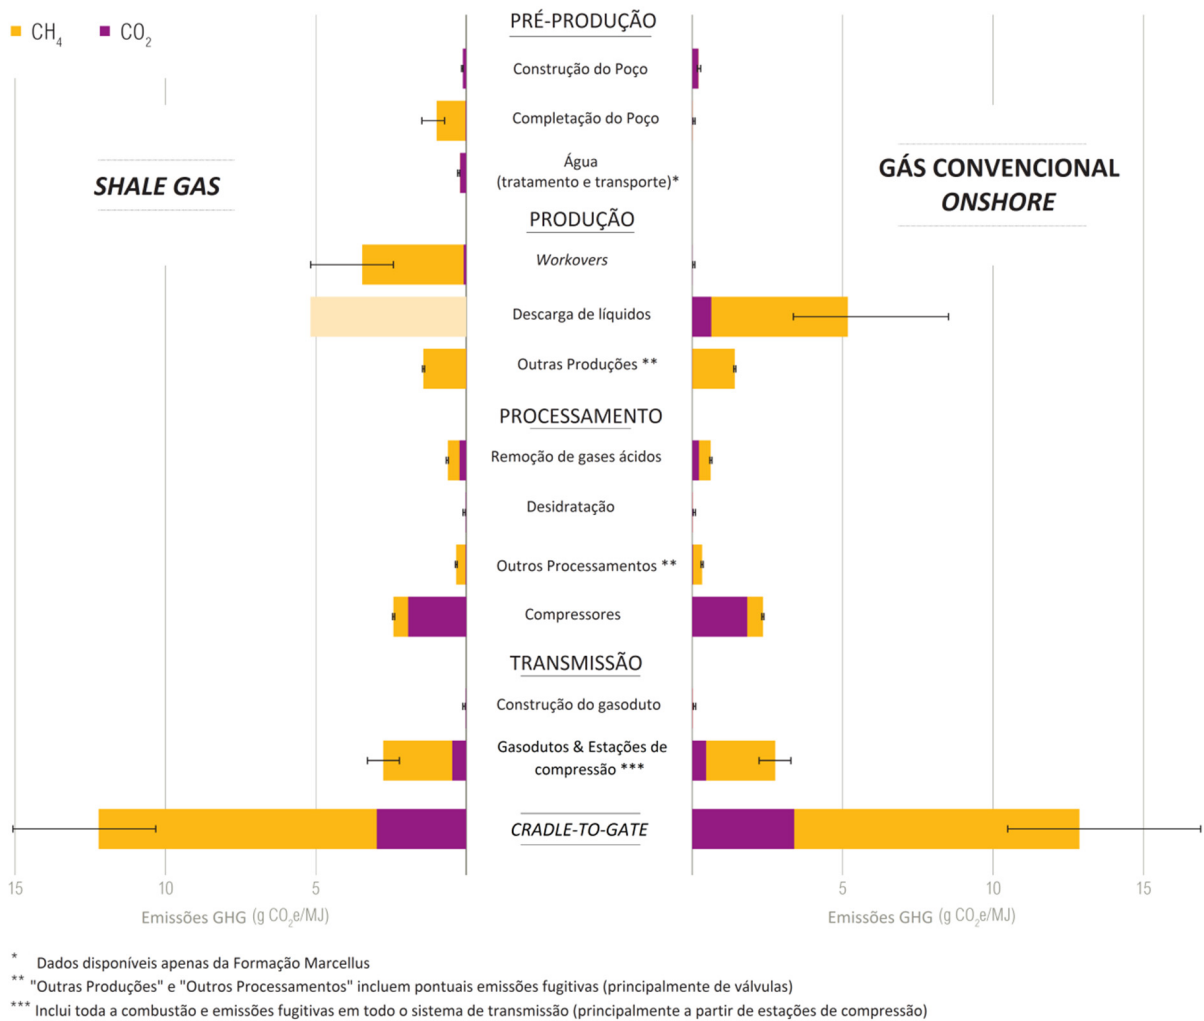 CH₄ CO₂
PRÉ-PRODUÇÃO
Construção do Poço
Completação do Poço
Água
(tratamento e transporte)*
SHALE GAS
GÁS CONVENCIONAL
ONSHORE
PRODUÇÃO
Workovers
Descarga de líquidos
Outras Produções **
PROCESSAMENTO
Remoção de gases ácidos
Desidratação
Outros Processamentos **
Compressores
TRANSMISSÃO
Construção do gasoduto
Gasodutos & Estações de
compressão ***
CRADLE-TO-GATE
15 10 5 5 10 15
Emissões GHG (g CO₂e/MJ) Emissões GHG (g CO₂e/MJ)
* Dados disponíveis apenas da Formação Marcellus
** "Outras Produções" e "Outros Processamentos" incluem pontuais emissões fugitivas (principalmente de válvulas)
*** Inclui toda a combustão e emissões fugitivas em todo o sistema de transmissão (principalmente a partir de estações de compressão)